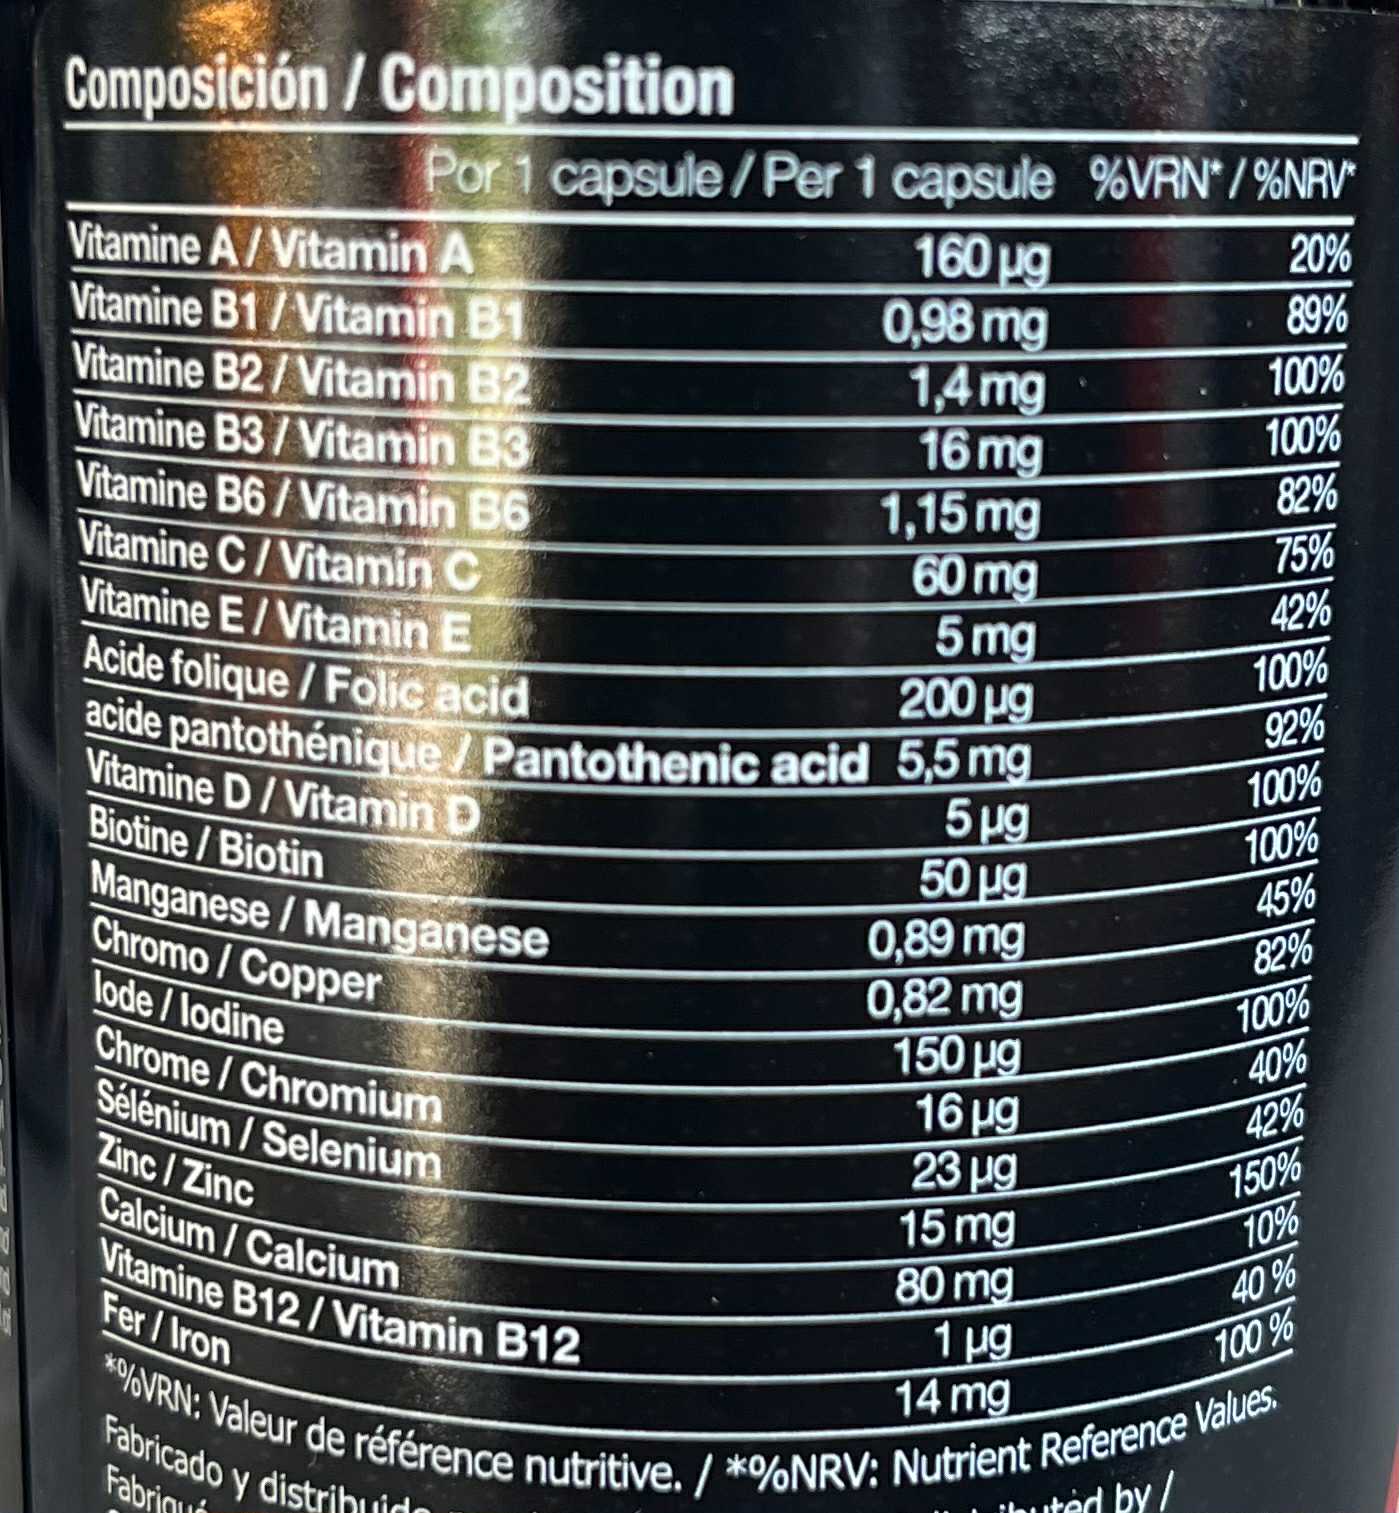 Composición / Composition
Por 1 capsule / Per 1 capsule %VRN* / %NRV*
Vitamine A / Vitamin A 160 µg 20%
Vitamine B1 / Vitamin B1 0,98 mg 89%
Vitamine B2 / Vitamin B2 1,4 mg 100%
Vitamine B3 / Vitamin B3 16 mg 100%
Vitamine B6 / Vitamin B6 1,15 mg 82%
Vitamine C / Vitamin C 60 mg 75%
Vitamine E / Vitamin E 5 mg 42%
Acide folique / Folic acid 200 µg 100%
acide pantothénique / Pantothenic acid 5,5 mg 92%
Vitamine D / Vitamin D 5 µg 100%
Biotine / Biotin 50 µg 100%
Manganese / Manganese 0,89 mg 45%
Chromo / Copper 0,82 mg 82%
Iode / Iodine 150 µg 100%
Chrome / Chromium 16 µg 40%
Sélénium / Selenium 23 µg 42%
Zinc / Zinc 15 mg 150%
Calcium / Calcium 80 mg 10%
Vitamine B12 / Vitamin B12 1 µg 40 %
Fer / Iron 14 mg 100 %
*%VRN: Valeur de référence nutritive. / *%NRV: Nutrient Reference Values.
Fabricado y by /